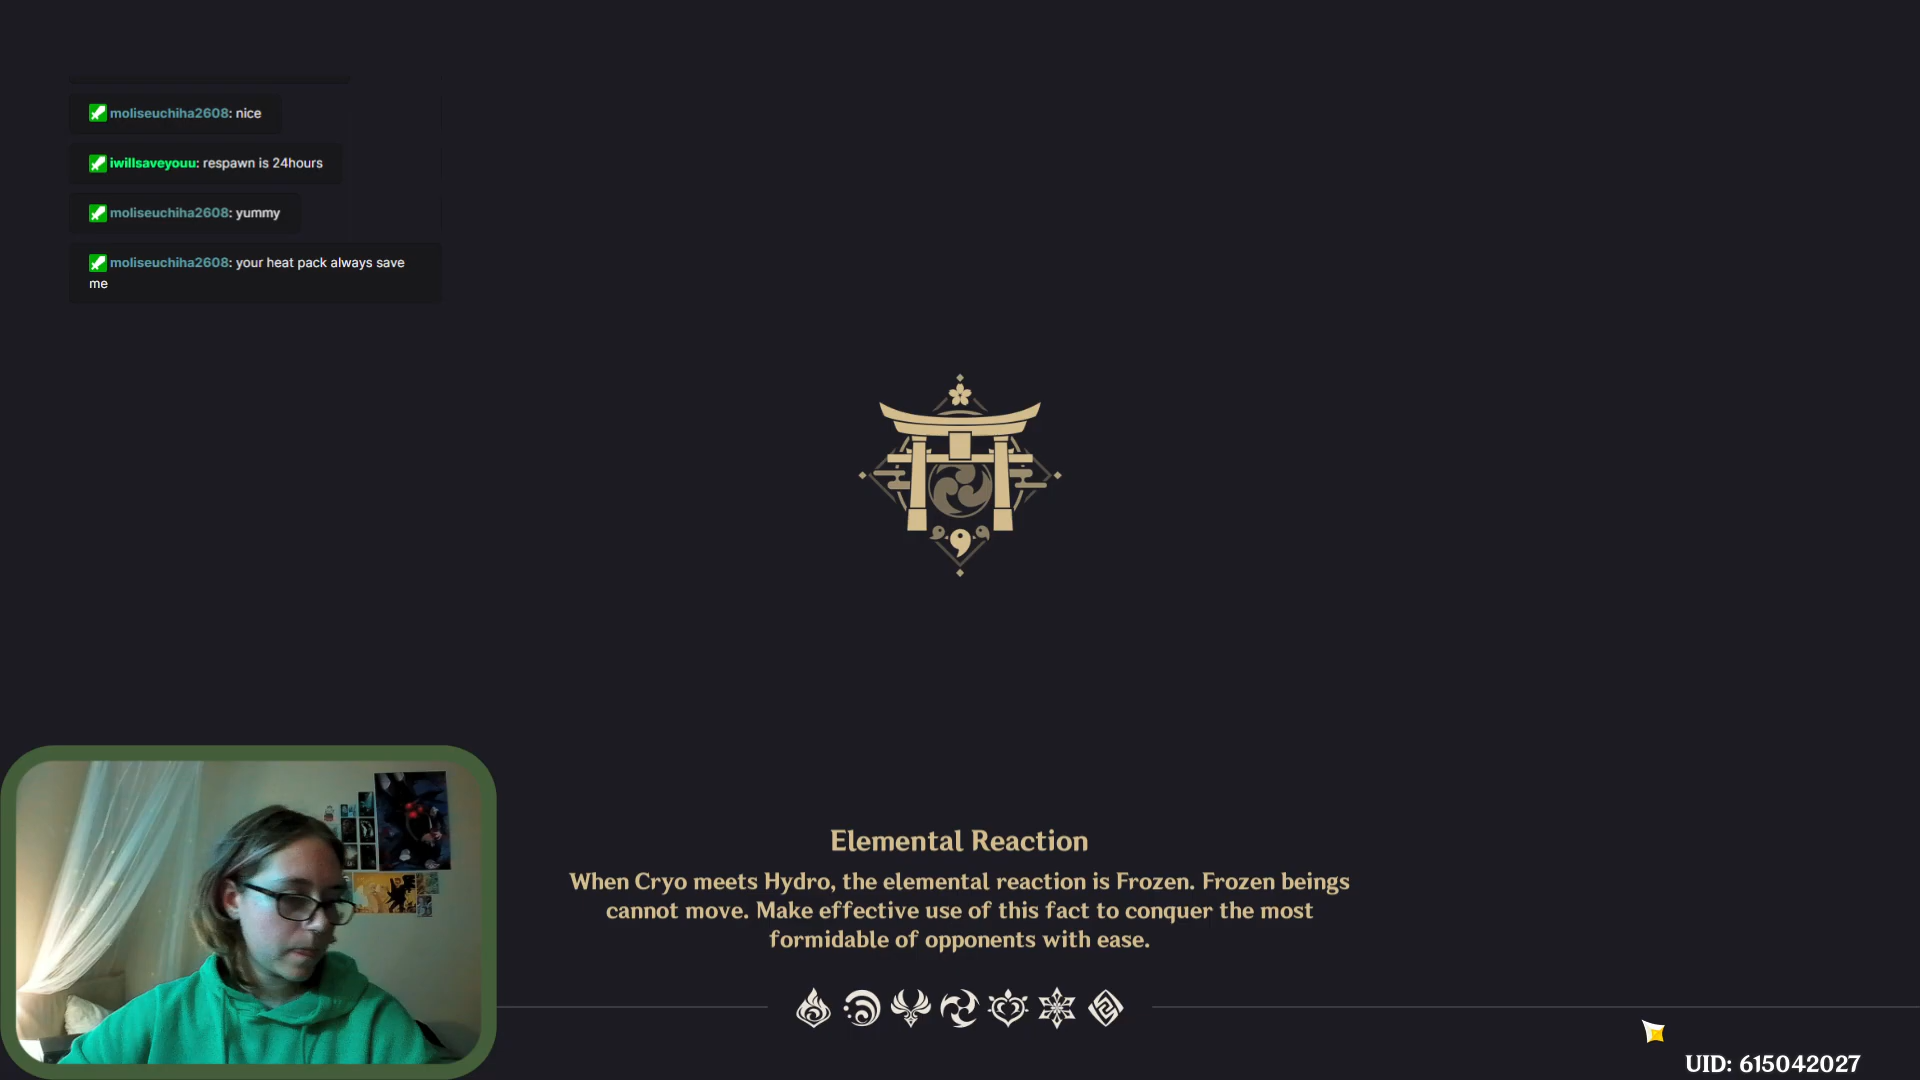 moliseuchiha2608: nice
iwillsaveyouu: respawn is 24hours
moliseuchiha2608: yummy
moliseuchiha2608: your heat pack always save
me
Elemental Reaction
When Cryo meets Hydro, the elemental reaction is Frozen. Frozen beings
cannot move. Make effective use of this fact to conquer the most
formidable of opponents with ease.
UID: 615042027